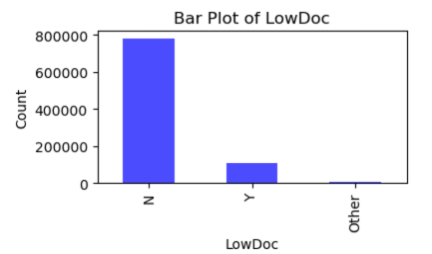 Bar Plot of LowDoc
800000
600000
400000
200000
0
Count
N
Y
Other
LowDoc